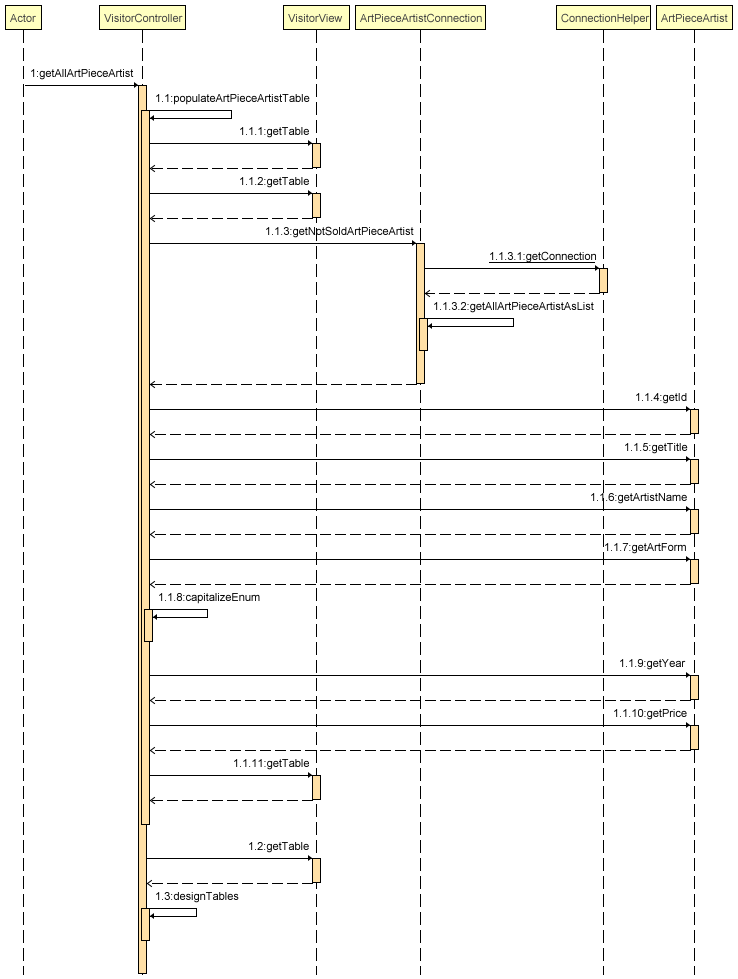 Actor
VisitorController
VisitorView
ArtPieceArtistConnection
ConnectionHelper
ArtPieceArtist
1:getAllArtPieceArtist
1.1:populateArtPieceArtistTable
1.1.1:getTable
1.1.2:getTable
1.1.3:getNotSoldArtPieceArtist
1.1.3.1:getConnection
1.1.3.2:getAllArtPieceArtistAsList
1.1.4:getId
1.1.5:getTitle
1.1.6:getArtistName
1.1.7:getArtForm
1.1.8:capitalizeEnum
1.1.9:getYear
1.1.10:getPrice
1.1.11:getTable
1.2:getTable
1.3:designTables